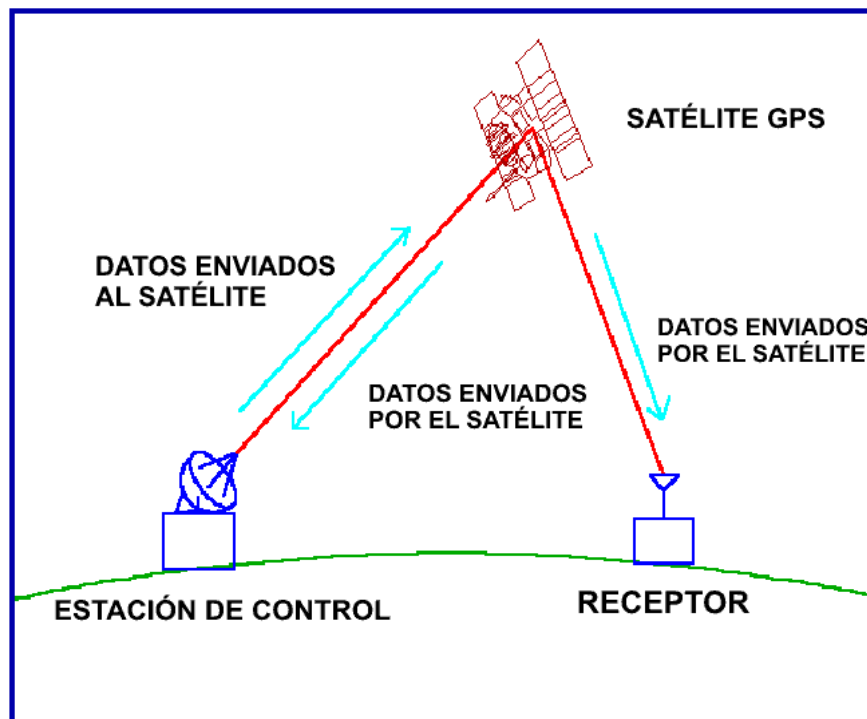 SATÉLITE GPS
DATOS ENVIADOS
AL SATÉLITE
DATOS ENVIADOS
POR EL SATÉLITE
DATOS ENVIADOS
POR EL SATÉLITE
ESTACIÓN DE CONTROL
RECEPTOR